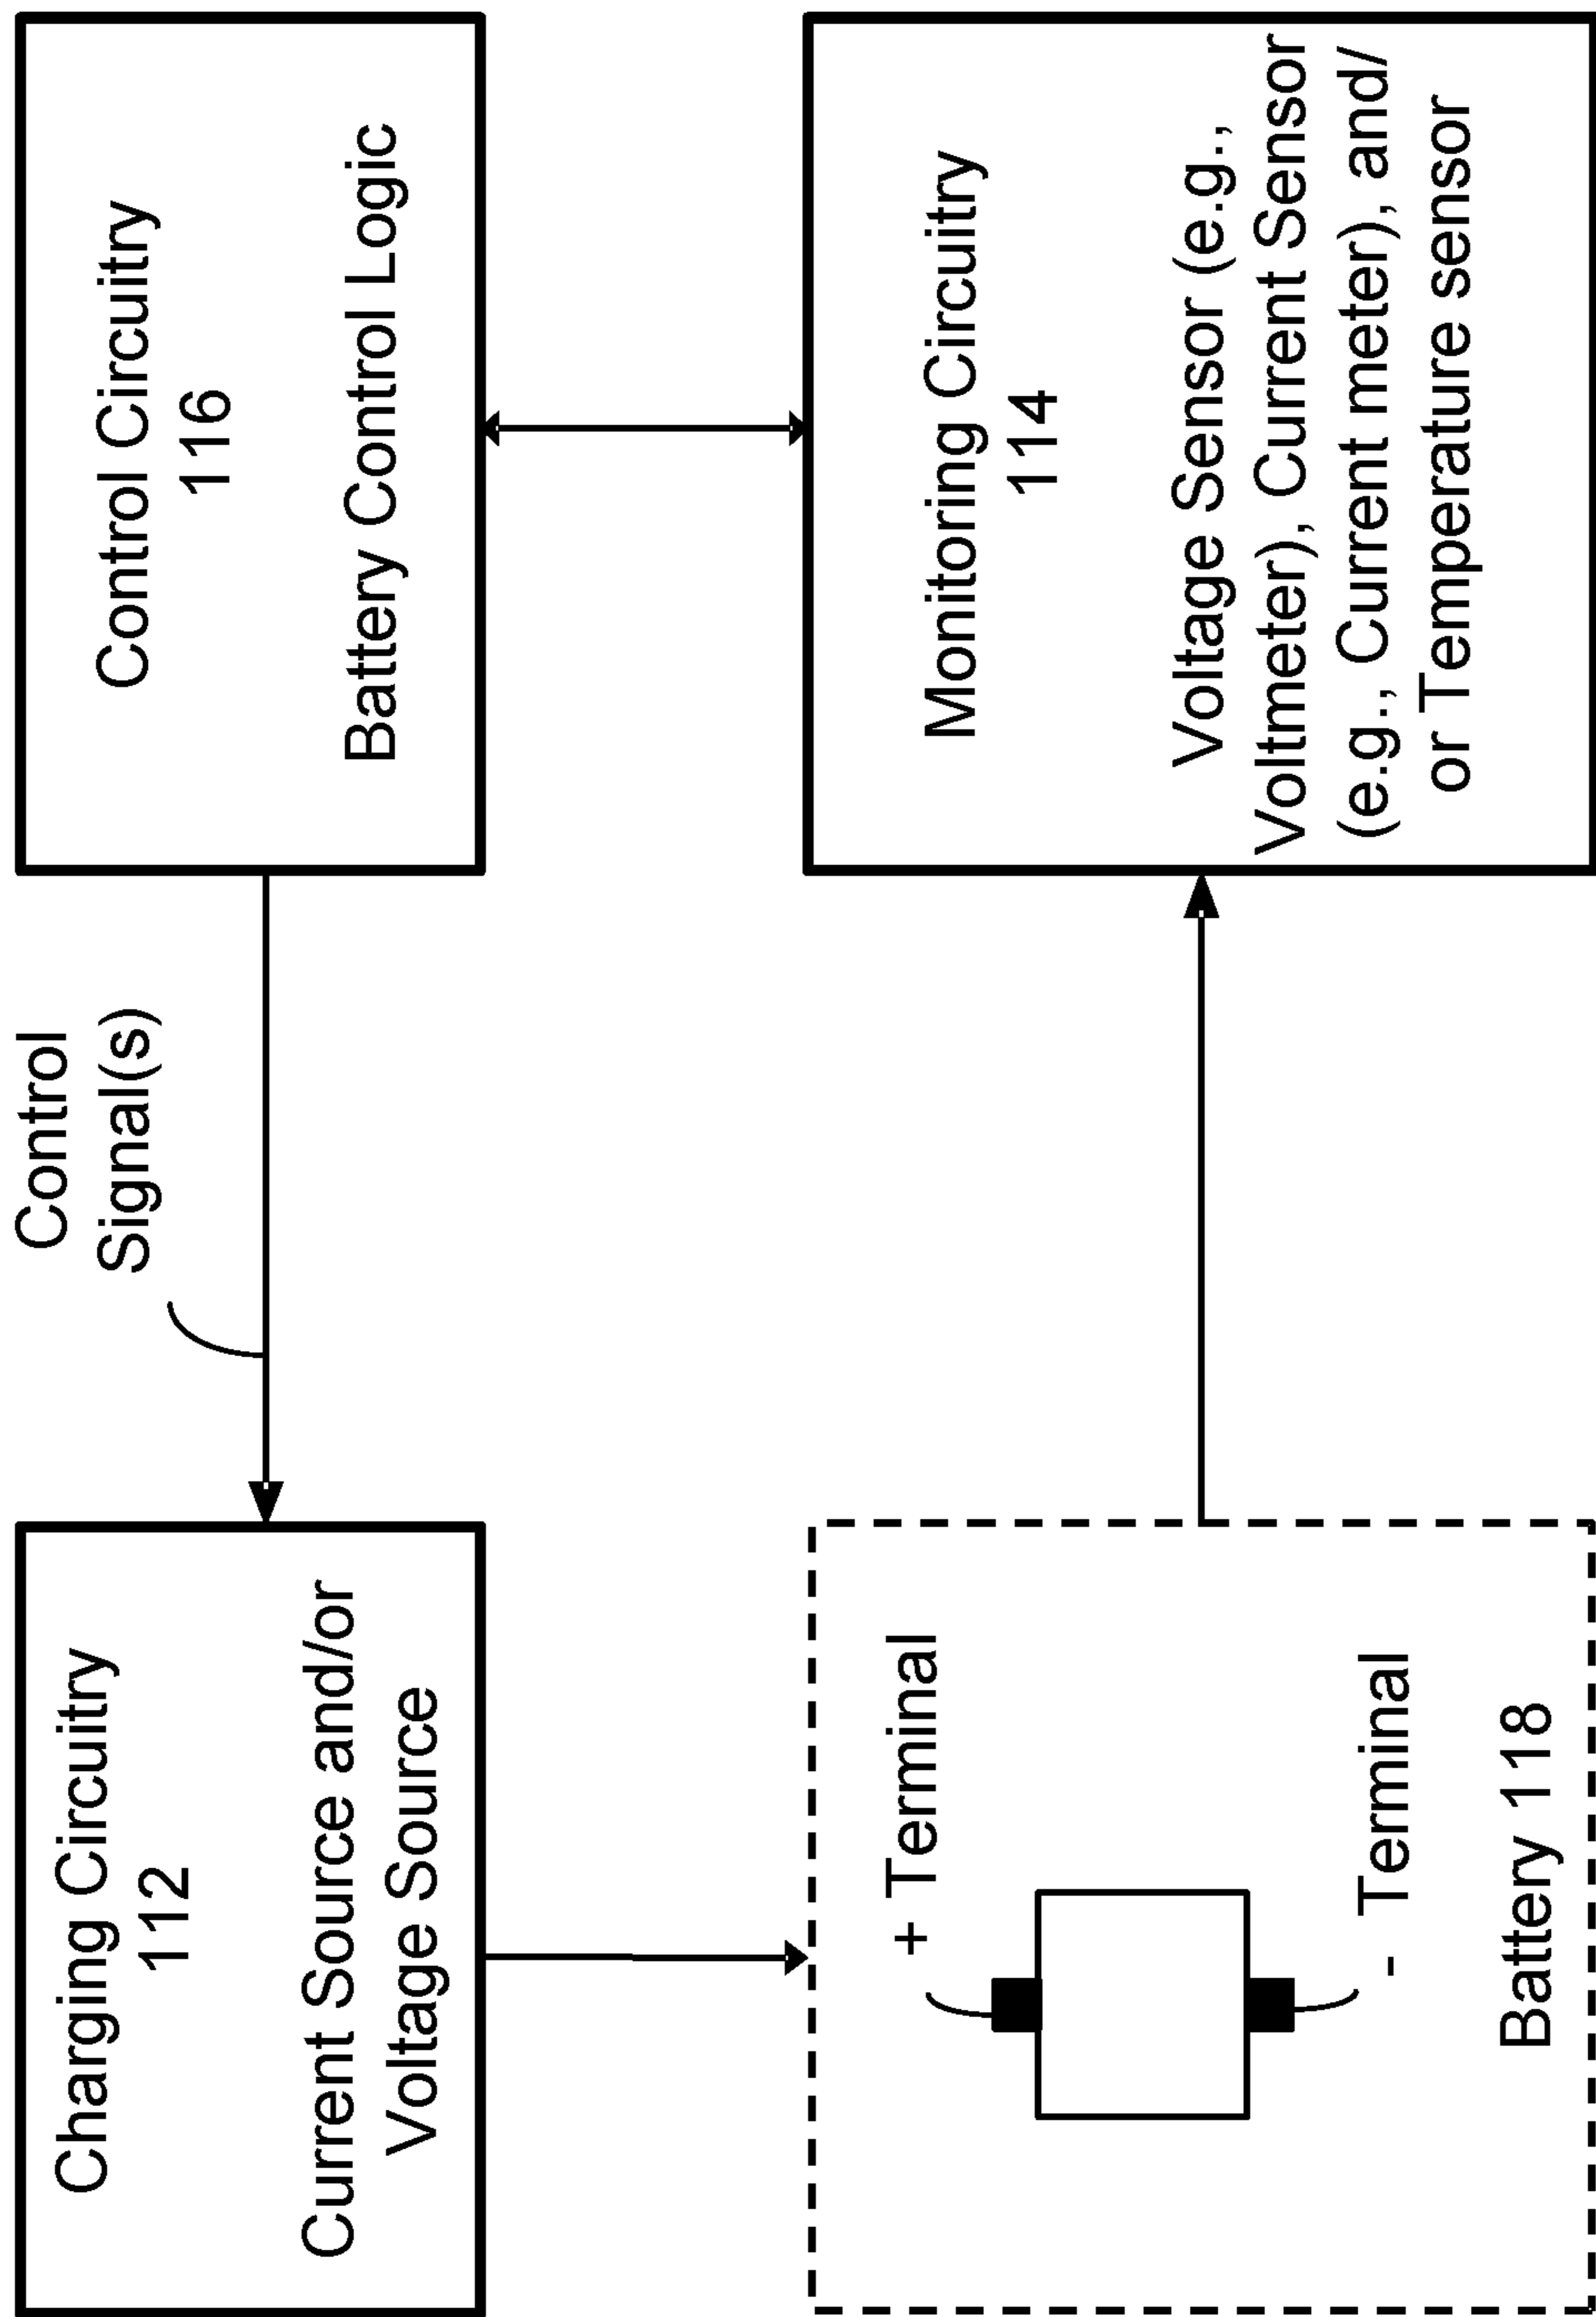 Charging Circuitry
112
Current Source and/or
Voltage Source
Control
Signal(s)
Control Circuitry
116
Battery Control Logic
+ Terminal
- Terminal
Battery 118
Monitoring Circuitry
114
Voltage Sensor (e.g.,
Voltmeter), Current Sensor
(e.g., Current meter), and/
or Temperature sensor